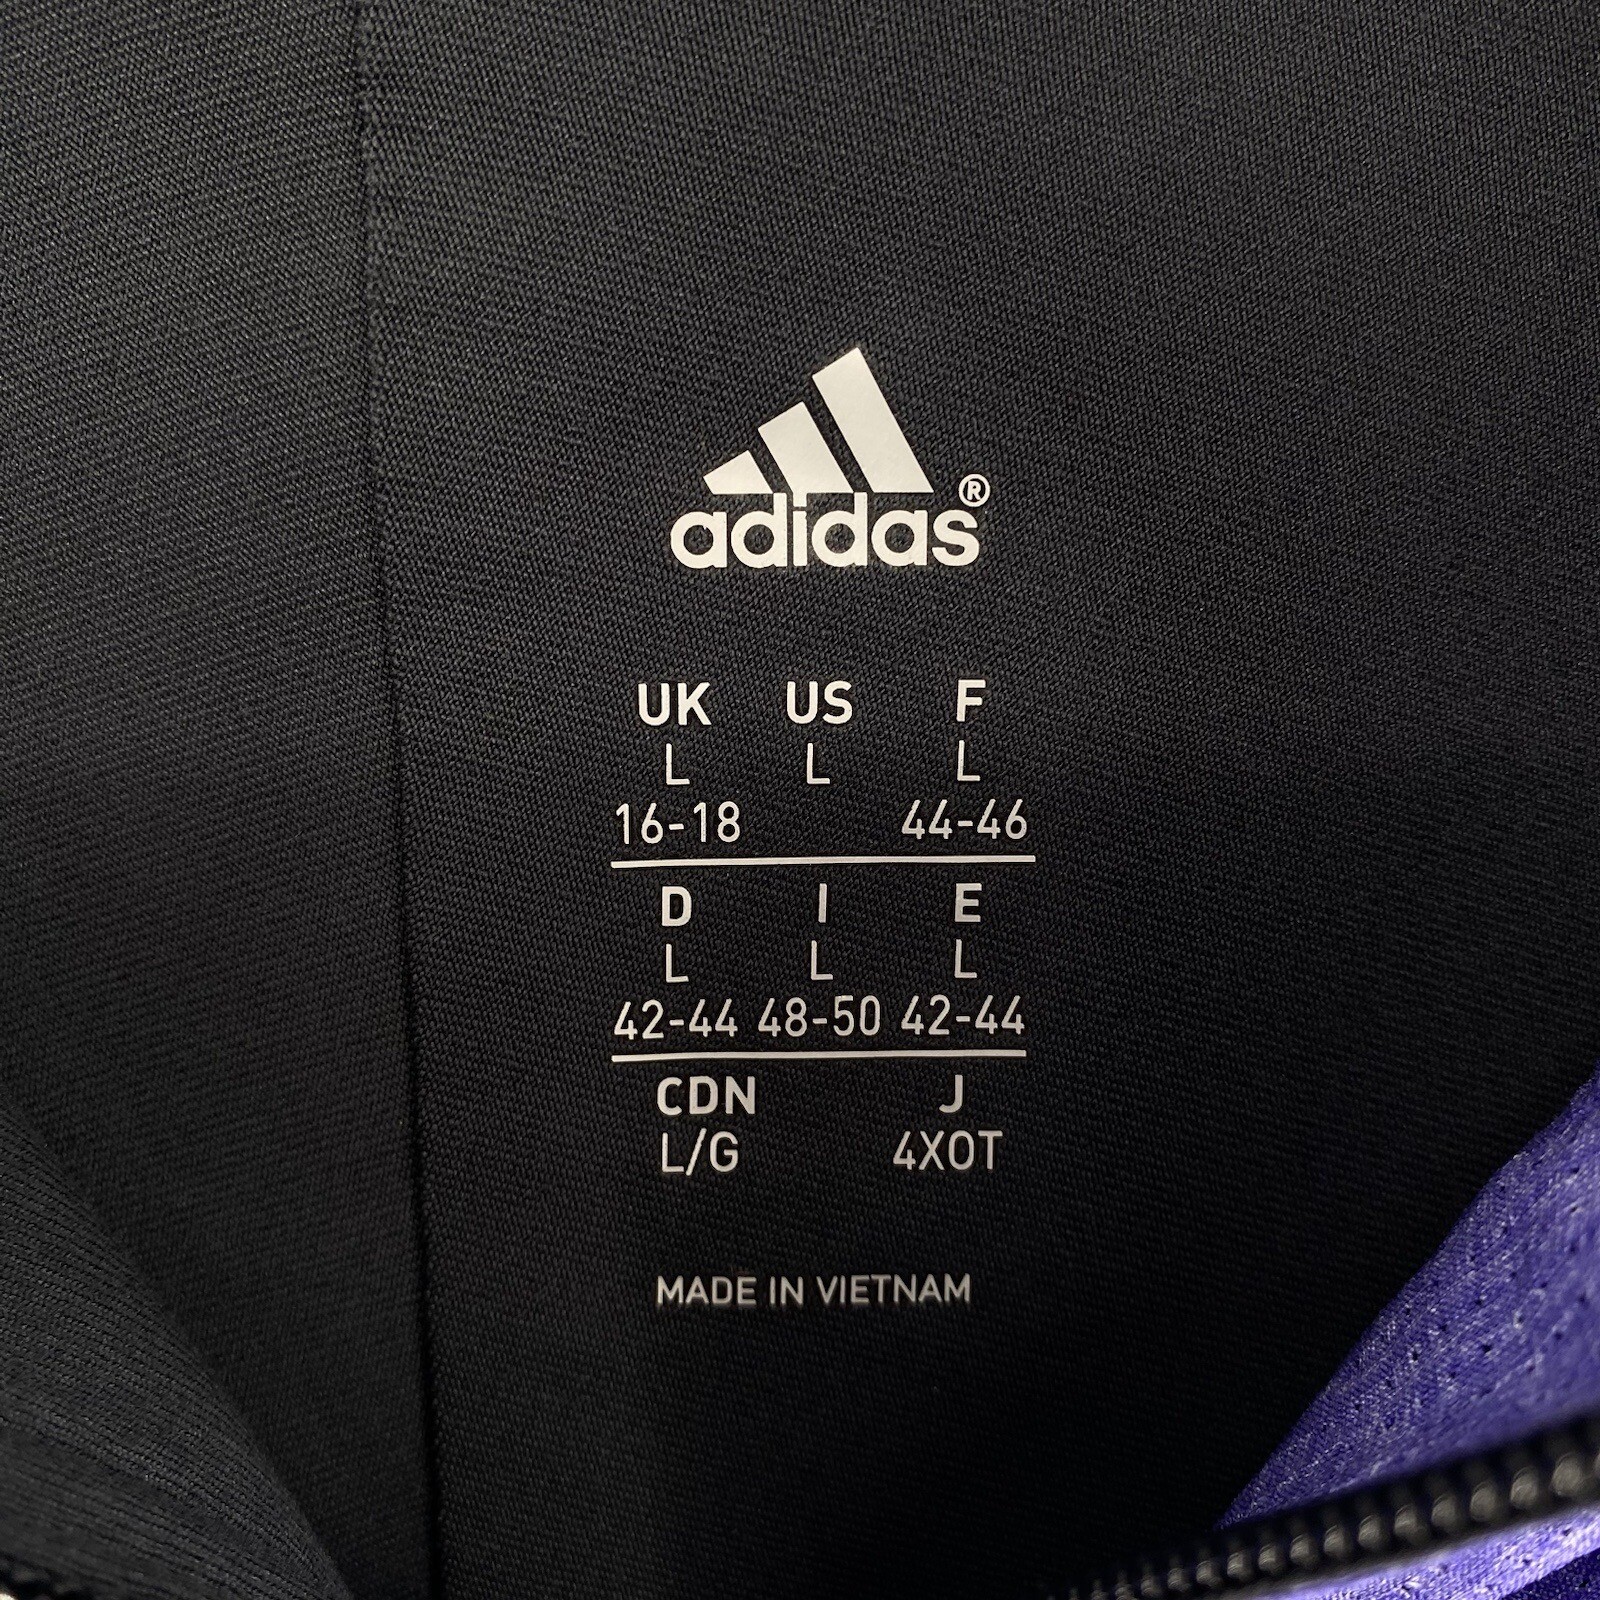 adidas®
UK US F
L L L
16-18 44-46
D I E
L L L
42-44 48-50 42-44
CDN J
L/G 4XOT
MADE IN VIETNAM